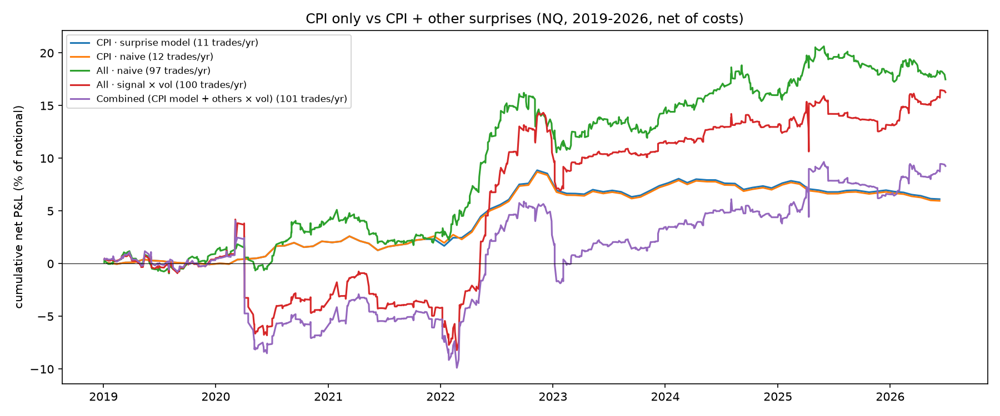 CPI only vs CPI + other surprises (NQ, 2019-2026, net of costs)
CPI · surprise model (11 trades/yr)
CPI · naive (12 trades/yr)
All · naive (97 trades/yr)
All · signal × vol (100 trades/yr)
Combined (CPI model + others × vol) (101 trades/yr)
cumulative net P&L (% of notional)
20
15
10
5
0
−5
−10
2019 2020 2021 2022 2023 2024 2025 2026